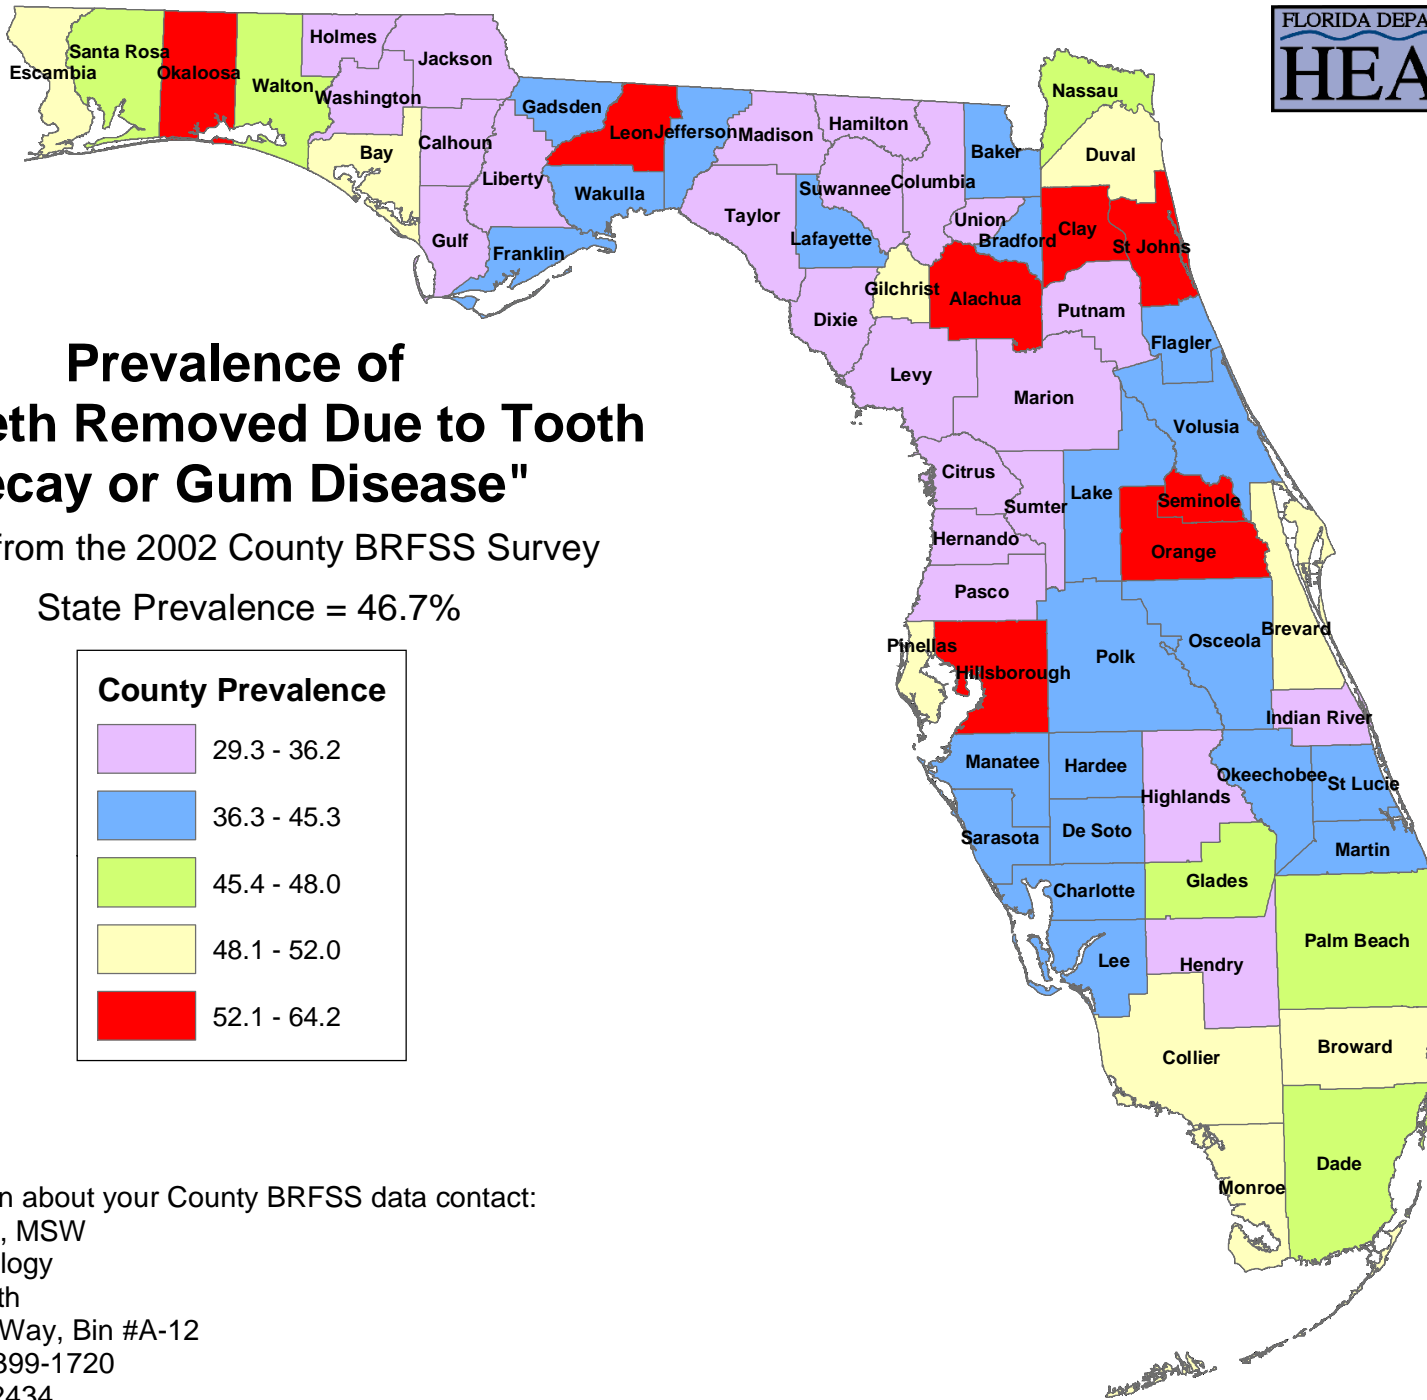 FLORIDA DEPA
HEA
Holmes
Jackson
Santa Rosa
Escambia
Okaloosa
Walton
Washington
Bay
Calhoun
Gadsden
Leon
Jefferson
Madison
Hamilton
Liberty
Wakulla
Gulf
Franklin
Taylor
Suwannee
Columbia
Lafayette
Baker
Nassau
Duval
Union
Bradford
Clay
St Johns
Gilchrist
Alachua
Putnam
Dixie
Flagler
Levy
Marion
Volusia
Citrus
Sumter
Lake
Seminole
Hernando
Orange
Pasco
Pinellas
Hillsborough
Polk
Osceola
Brevard
Indian River
Manatee
Hardee
Highlands
Okeechobee
St Lucie
Sarasota
De Soto
Martin
Charlotte
Glades
Lee
Hendry
Palm Beach
Collier
Broward
Monroe
Dade
Prevalence of
eth Removed Due to Tooth
ecay or Gum Disease"
from the 2002 County BRFSS Survey
State Prevalence = 46.7%
County Prevalence
29.3 - 36.2
36.3 - 45.3
45.4 - 48.0
48.1 - 52.0
52.1 - 64.2
n about your County BRFSS data contact:
, MSW
logy
th
Way, Bin #A-12
399-1720
2434